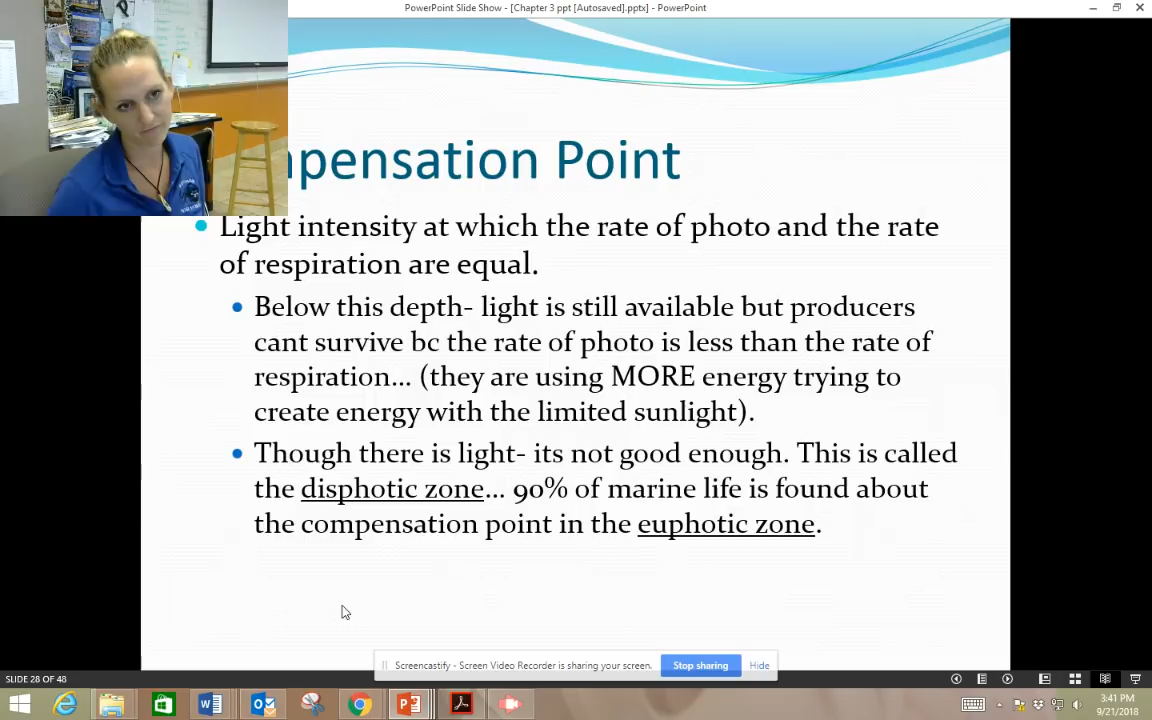 PowerPoint Slide Show - [Chapter 3 ppt [Autosaved].pptx] - PowerPoint
mpensation Point
Light intensity at which the rate of photo and the rate
of respiration are equal.
Below this depth- light is still available but producers
cant survive bc the rate of photo is less than the rate of
respiration... (they are using MORE energy trying to
create energy with the limited sunlight).
Though there is light- its not good enough. This is called
the disphotic zone... 90% of marine life is found about
the compensation point in the euphotic zone.
Screencastify - Screen Video Recorder is sharing your screen.
Stop sharing
Hide
SLIDE 28 OF 48
3:41 PM
9/21/2018